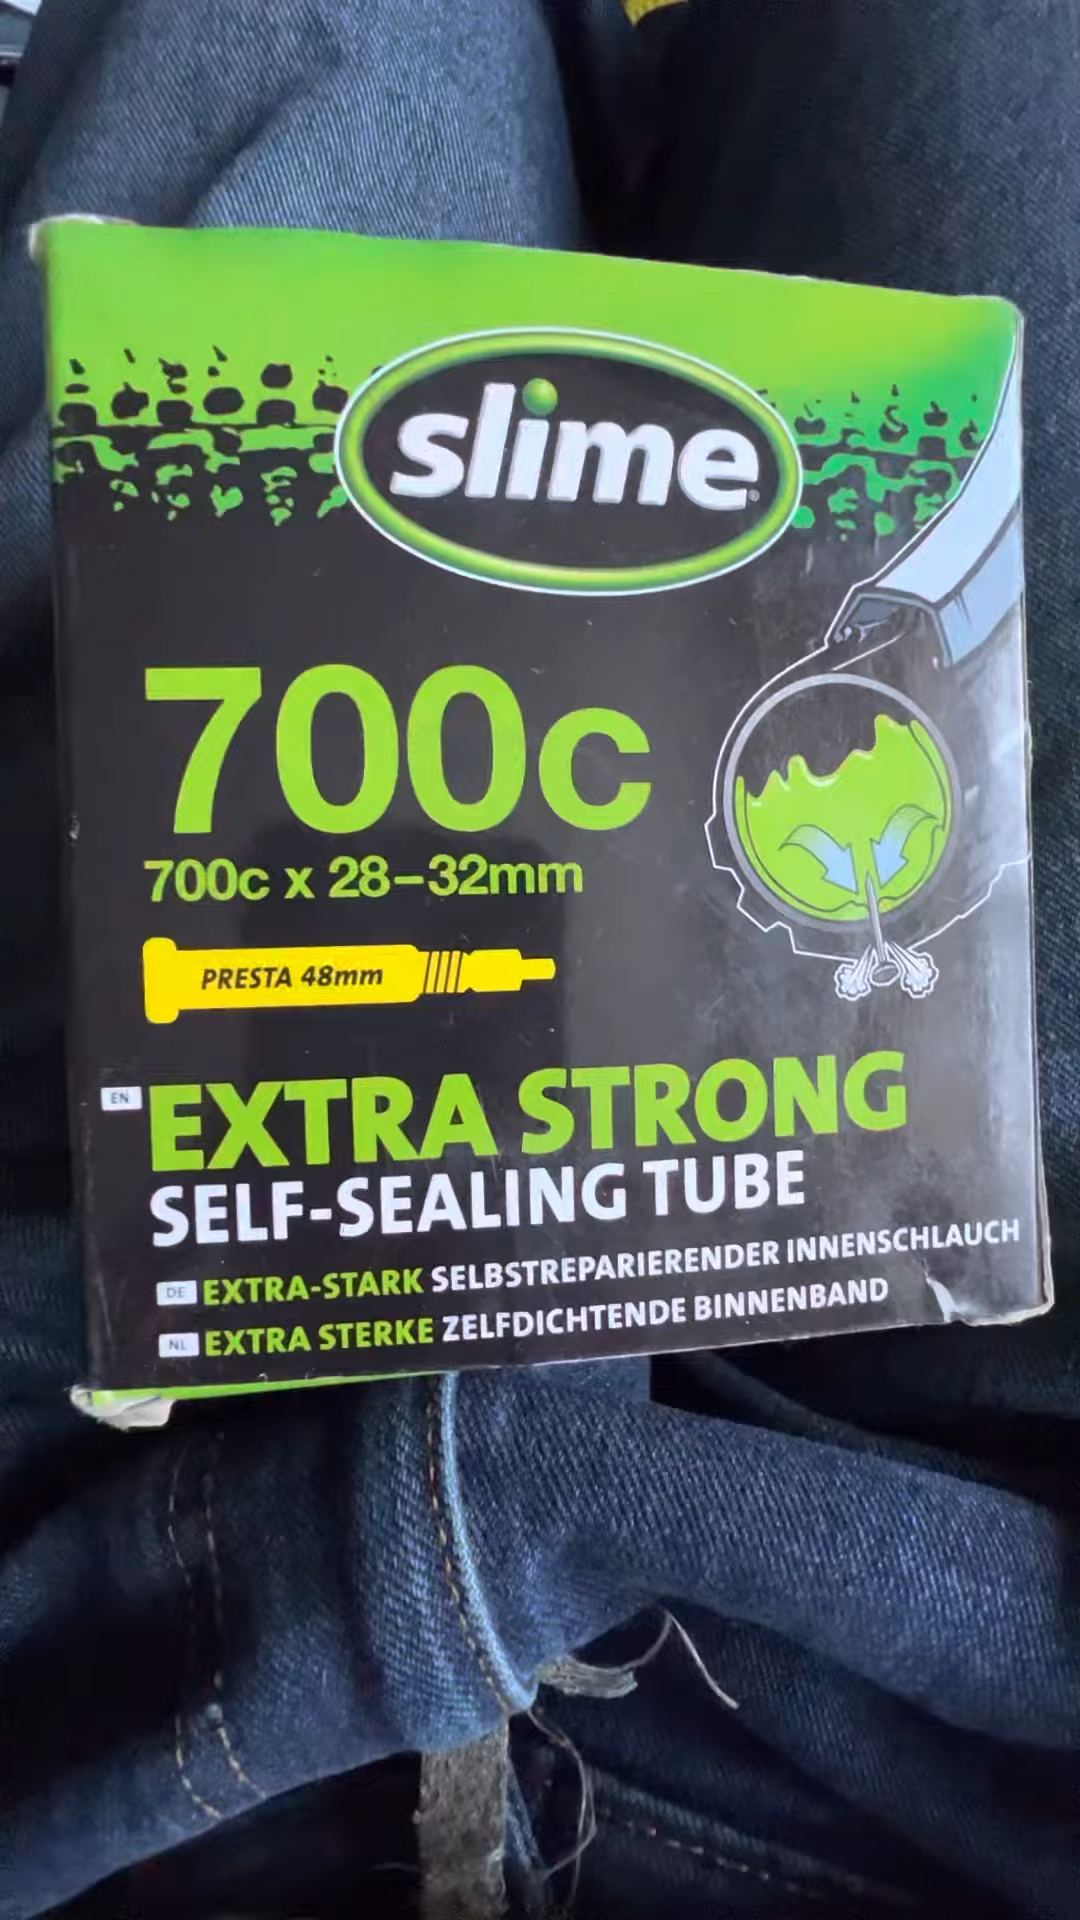 slime
700c
700c x 28–32mm
PRESTA 48mm
EN EXTRA STRONG
SELF-SEALING TUBE
DE EXTRA-STARK SELBSTREPARIERENDER INNENSCHLAUCH
NL EXTRA STERKE ZELFDICHTENDE BINNENBAND